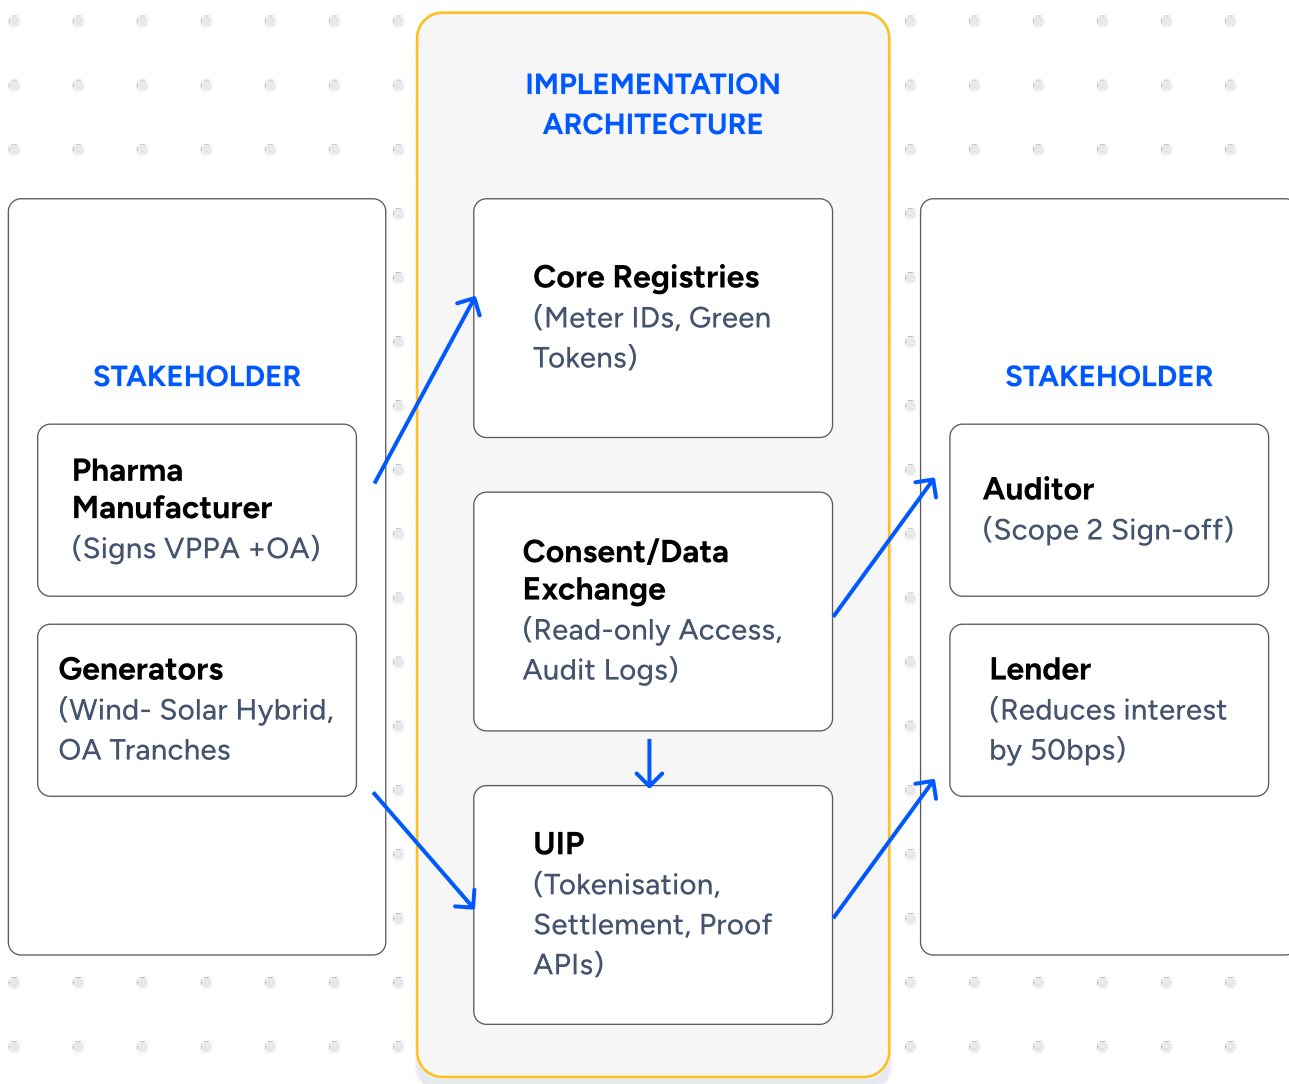 IMPLEMENTATION
ARCHITECTURE
STAKEHOLDER
Pharma
Manufacturer
(Signs VPPA +OA)
Generators
(Wind- Solar Hybrid,
OA Tranches
Core Registries
(Meter IDs, Green
Tokens)
Consent/Data
Exchange
(Read-only Access,
Audit Logs)
UIP
(Tokenisation,
Settlement, Proof
APIs)
STAKEHOLDER
Auditor
(Scope 2 Sign-off)
Lender
(Reduces interest
by 50bps)